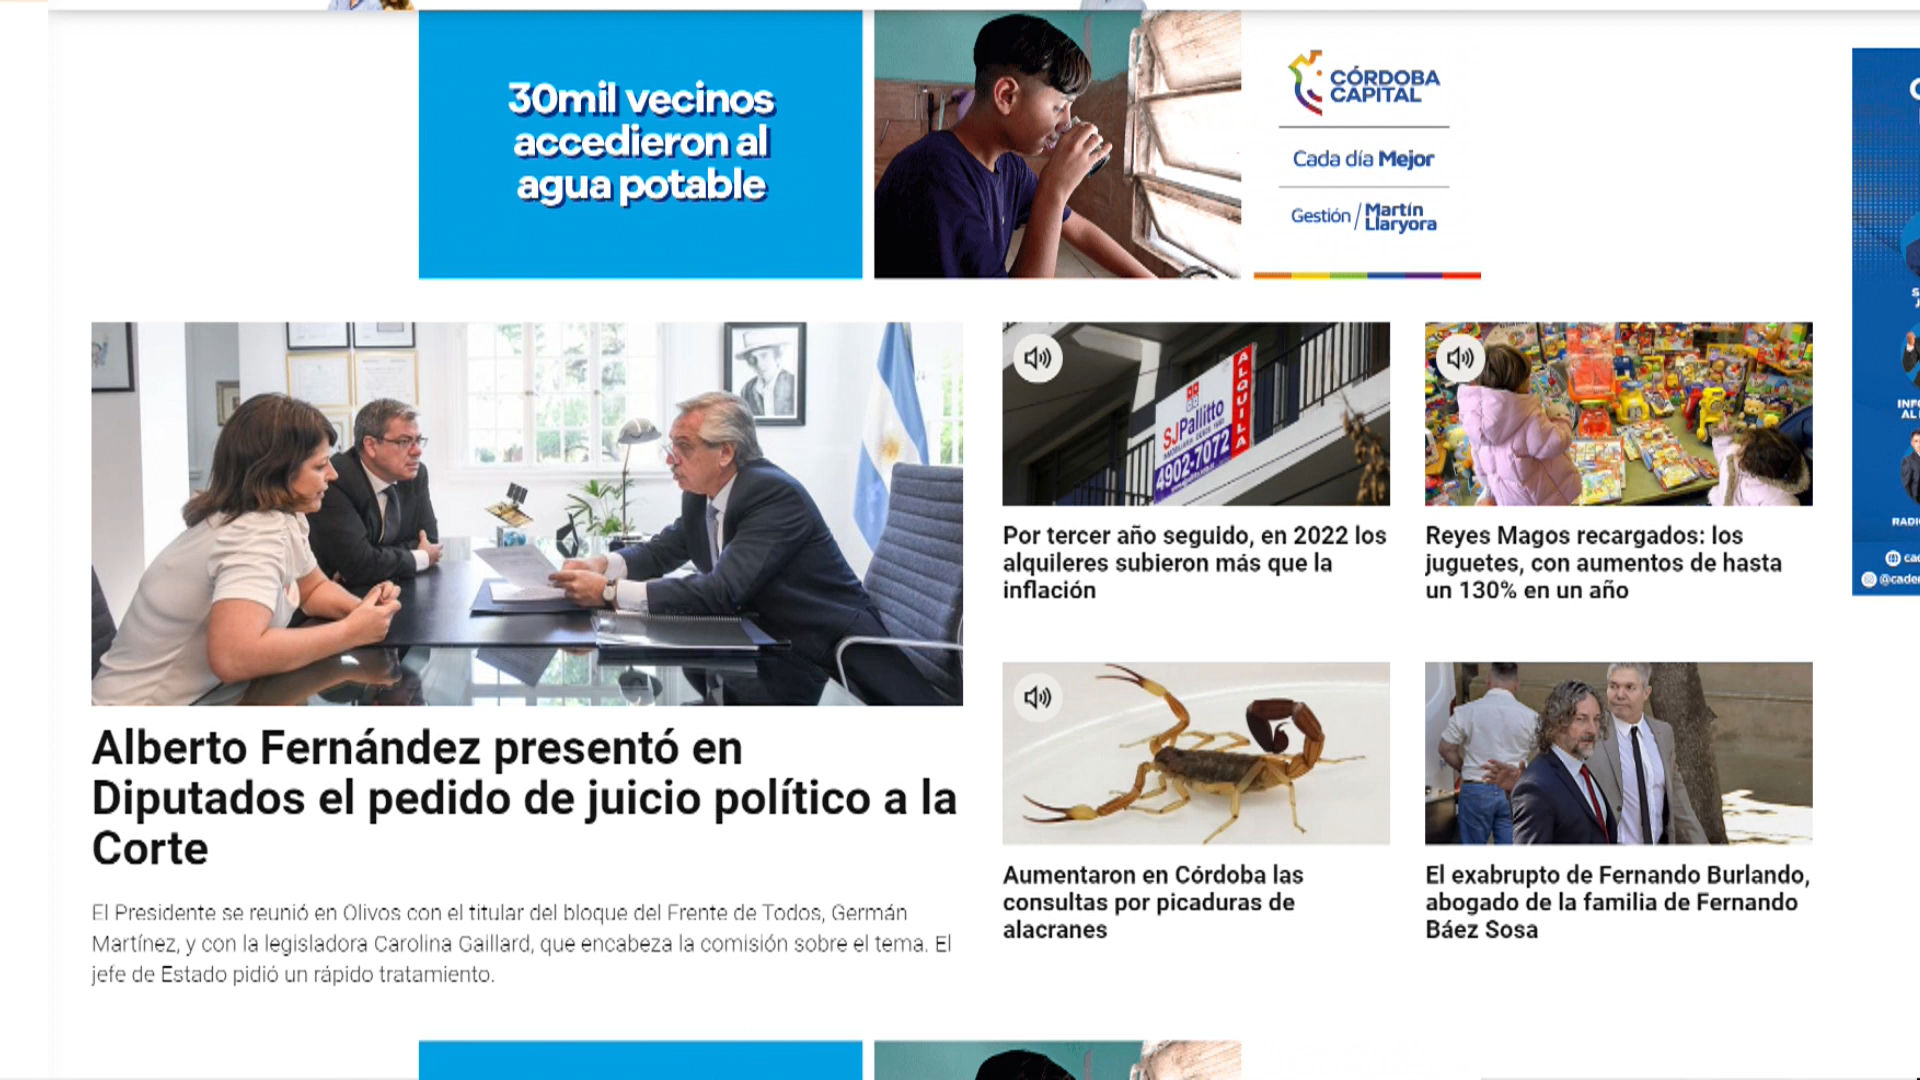 30mil vecinos
accedieron al
agua potable
CÓRDOBA
CAPITAL
Cada día Mejor
Gestión / Martín
Llaryora
ALQUILA
SJPallitto
4902-7072
Por tercer año seguido, en 2022 los
alquileres subieron más que la
inflación
Reyes Magos recargados: los
juguetes, con aumentos de hasta
un 130% en un año
Alberto Fernández presentó en
Diputados el pedido de juicio político a la
Corte
El Presidente se reunió en Olivos con el titular del bloque del Frente de Todos, Germán
Martínez, y con la legisladora Carolina Gaillard, que encabeza la comisión sobre el tema. El
jefe de Estado pidió un rápido tratamiento.
Aumentaron en Córdoba las
consultas por picaduras de
alacranes
El exabrupto de Fernando Burlando,
abogado de la familia de Fernando
Báez Sosa